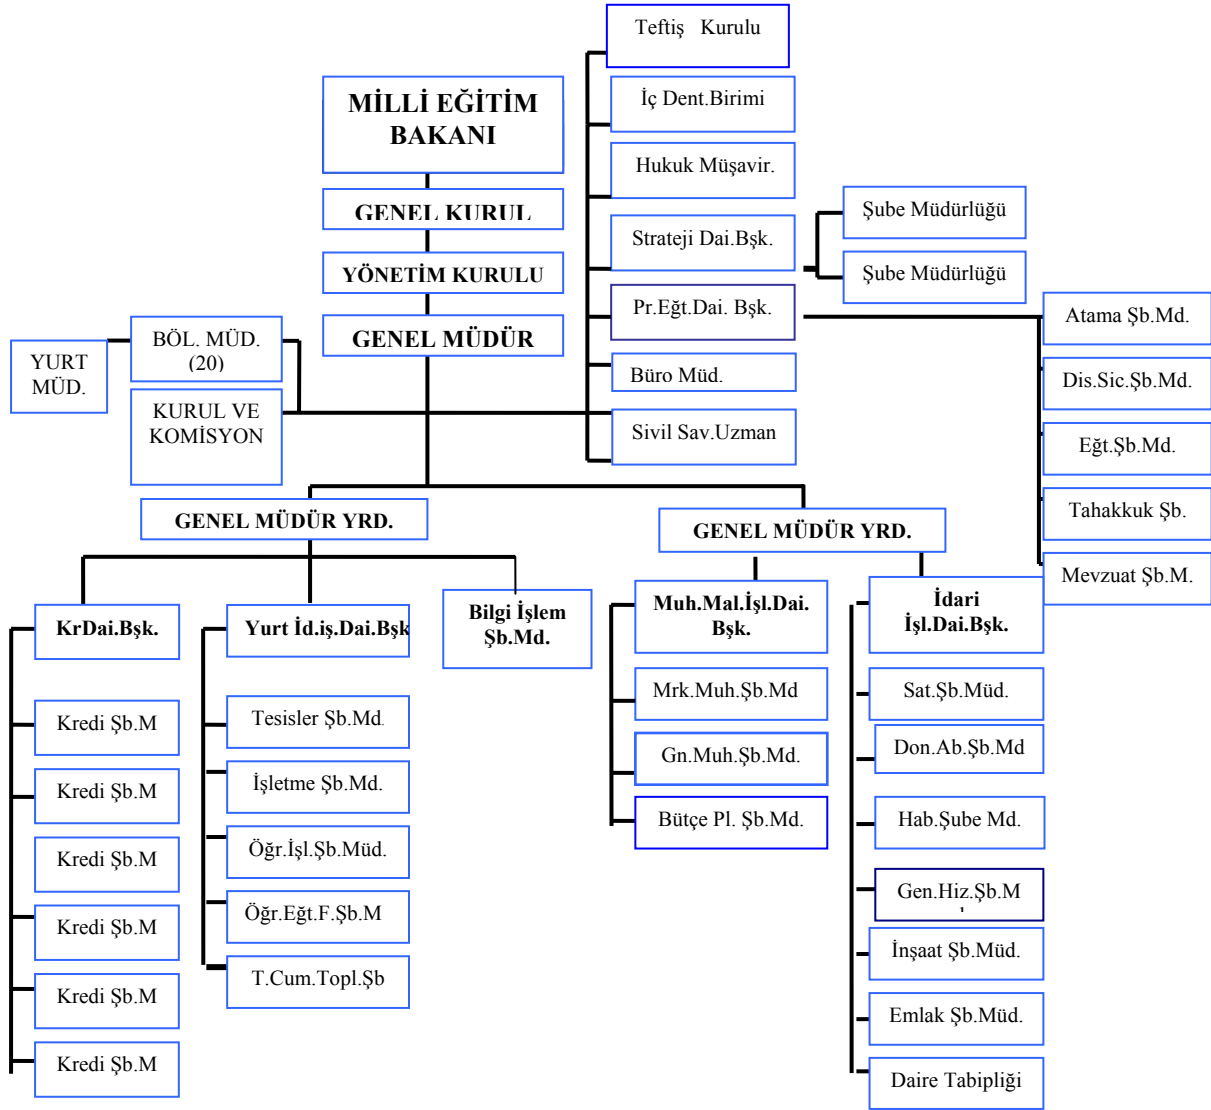 Teftiş Kurulu
MİLLİ EĞİTİM
BAKANI
İç Dent.Birimi
Hukuk Müşavir.
GENEL KURUL
Şube Müdürlüğü
Strateji Dai.Bşk.
YÖNETİM KURULU
Şube Müdürlüğü
Pr.Eğt.Dai. Bşk.
Atama Şb.Md.
GENEL MÜDÜR
BÖL. MÜD.
(20)
YURT
MÜD.
Büro Müd.
Dis.Sic.Şb.Md.
KURUL VE
KOMİSYON
Sivil Sav.Uzman
Eğt.Şb.Md.
Tahakkuk Şb.
Mevzuat Şb.M.
GENEL MÜDÜR YRD.
GENEL MÜDÜR YRD.
KrDai.Bşk.
Yurt İd.iş.Dai.Bşk
Bilgi İşlem
Şb.Md.
Muh.Mal.İşl.Dai.
Bşk.
İdari
İşl.Dai.Bşk.
Kredi Şb.M
Kredi Şb.M
Kredi Şb.M
Kredi Şb.M
Kredi Şb.M
Kredi Şb.M
Tesisler Şb.Md.
İşletme Şb.Md.
Öğr.İşl.Şb.Müd.
Öğr.Eğt.F.Şb.M
T.Cum.Topl.Şb
Mrk.Muh.Şb.Md
Gn.Muh.Şb.Md.
Bütçe Pl. Şb.Md.
Sat.Şb.Müd.
Don.Ab.Şb.Md
Hab.Şube Md.
Gen.Hiz.Şb.M
İnşaat Şb.Müd.
Emlak Şb.Müd.
Daire Tabipliği